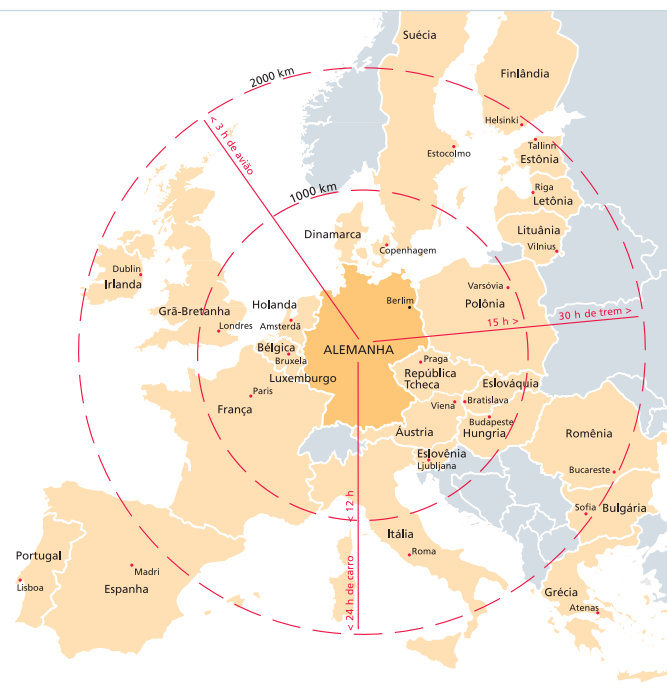 Suécia
2000 km
Finlândia
Helsinki
< 3 h de avião
Tallinn
Estocolmo
Estônia
1000 km
Riga
Letônia
Dinamarca
Lituânia
Copenhagem
Vilnius
Dublin
Irlanda
Varsóvia
Holanda
Berlim
Polônia
Grã-Bretanha
15 h >
30 h de trem >
Londres
Amsterdã
Bélgica
ALEMANHA
Bruxela
Praga
Luxemburgo
República
Tcheca
Eslováquia
Paris
França
Viena
Bratislava
Budapeste
Áustria
Hungria
Romênia
Eslovênia
Ljubljana
Bucareste
< 12 h
Sofia
Bulgária
Itália
Portugal
Roma
Madri
Lisboa
Espanha
< 24 h de carro
Grécia
Atenas